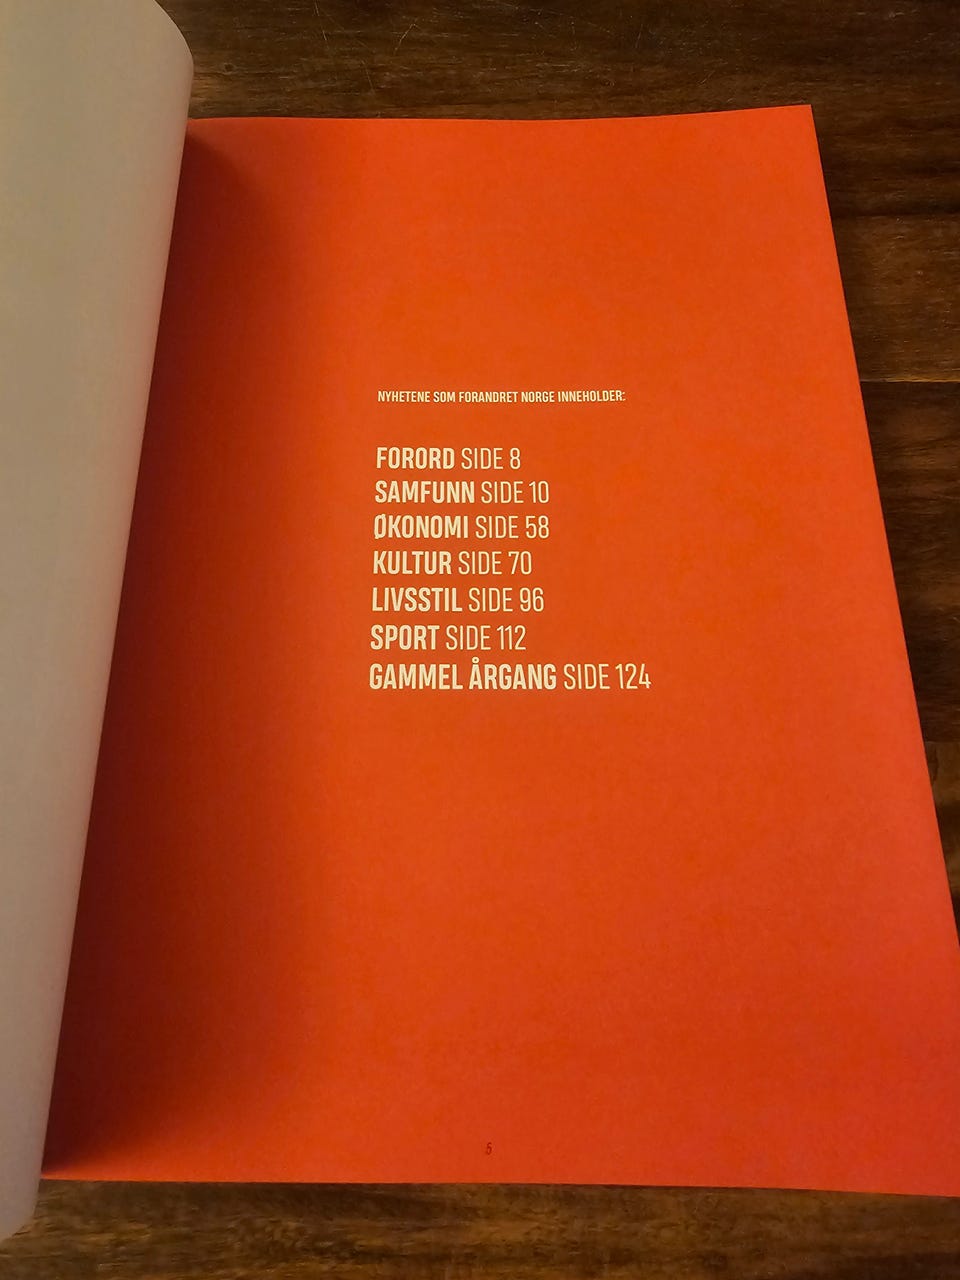 NYHETENE SOM FORANDRET NORGE INNEHOLDER:
FORORD SIDE 8
SAMFUNN SIDE 10
ØKONOMI SIDE 58
KULTUR SIDE 70
LIVSSTIL SIDE 96
SPORT SIDE 112
GAMMEL ÅRGANG SIDE 124
5